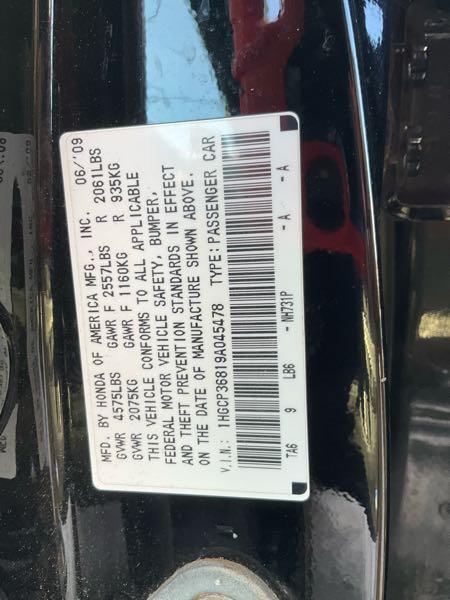 MFD. BY HONDA OF AMERICA MFG., INC. 06/'09
GVWR 4575LBS GAWR F 2557LBS R 2061LBS
GVWR 2075KG GAWR F 1160KG R 935KG
THIS VEHICLE CONFORMS TO ALL APPLICABLE
FEDERAL MOTOR VEHICLE SAFETY, BUMPER,
AND THEFT PREVENTION STANDARDS IN EFFECT
ON THE DATE OF MANUFACTURE SHOWN ABOVE.
V.I.N.: 1HGCP36819A045478 TYPE: PASSENGER CAR
TA6 9 LB6 - NH731P - A - A